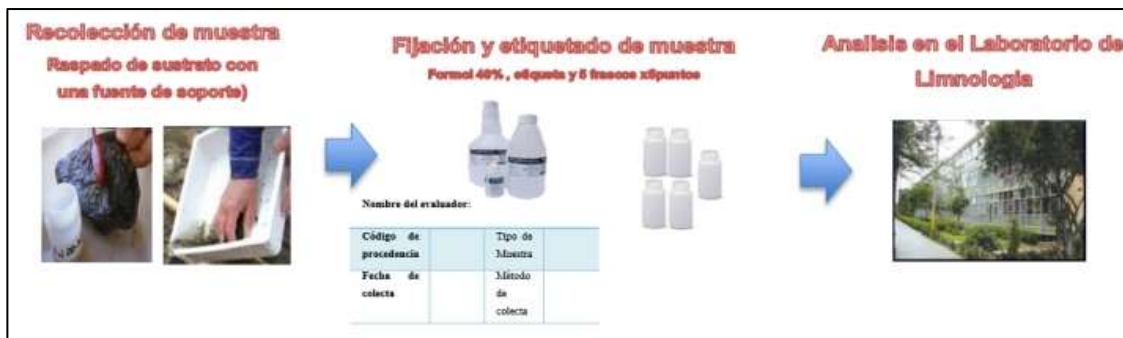 Recolección de muestra
Raspado de sustrato con
una fuente de soporte)
Fijación y etiquetado de muestra
Formol 40% , etiqueta y 5 frascos x5puntos
Nombre del evaluador:
Código de
procedencia
Tipo de
Muestra
Fecha de
colecta
Método
de
colecta
Analisis en el Laboratorio de
Limnologia